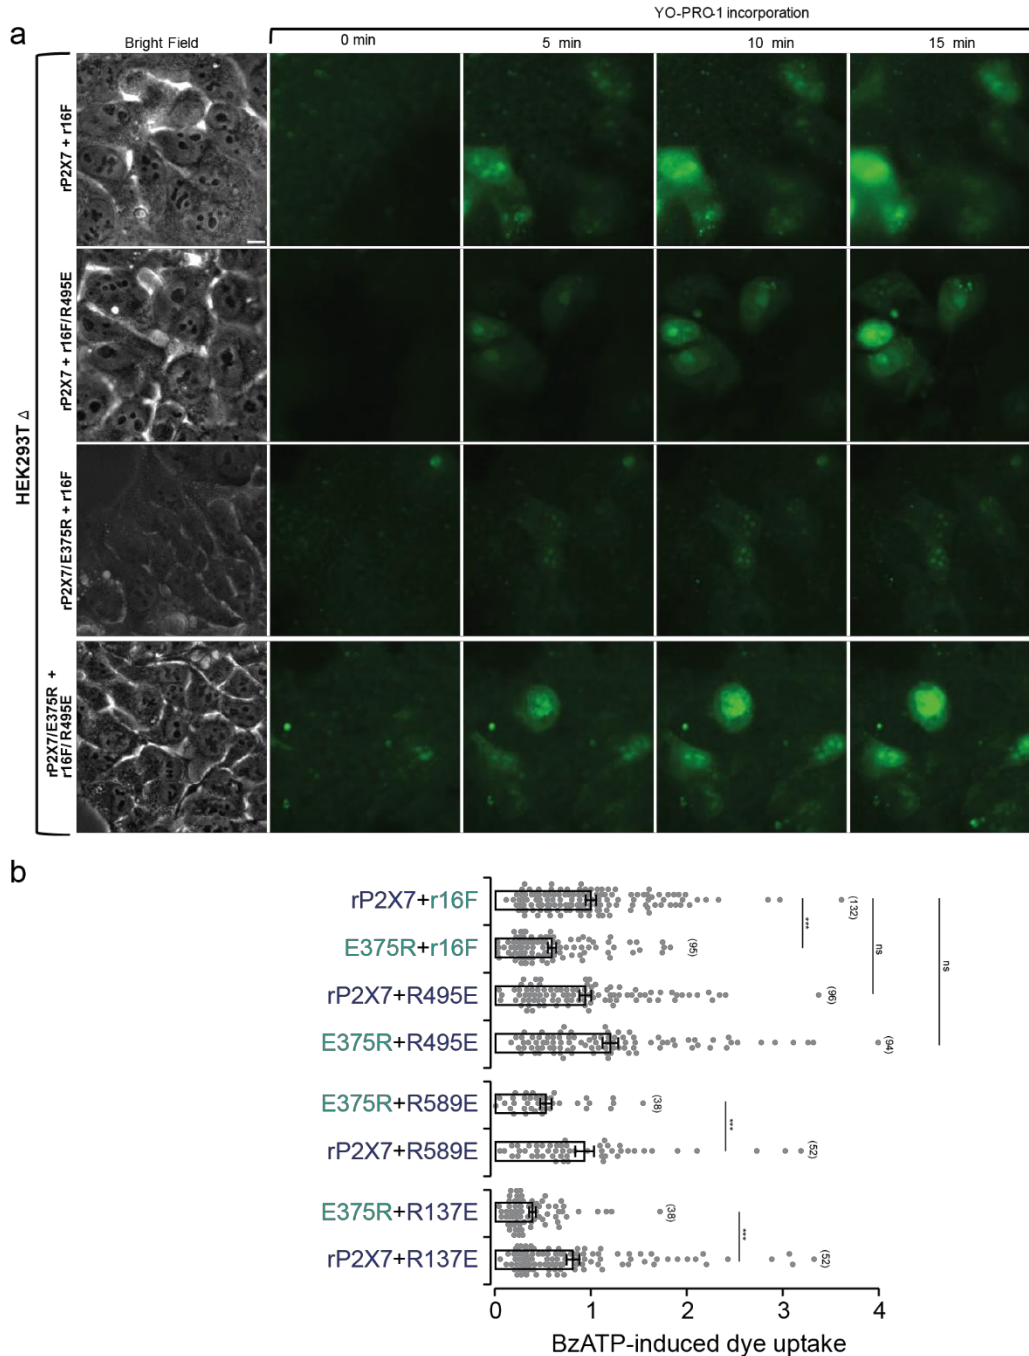 YO-PRO-1 incorporation
a
Bright Field
0 min
5 min
10 min
15 min
HEK293T Δ
rP2X7 + r16F
rP2X7 + r16F/R495E
rP2X7/E375R + r16F
rP2X7/E375R +
r16F/R495E
b
rP2X7+r16F
(132)
E375R+r16F
(95)
rP2X7+R495E
(96)
E375R+R495E
(94)
***
ns
ns
E375R+R589E
(38)
rP2X7+R589E
(52)
***
E375R+R137E
(38)
rP2X7+R137E
(52)
***
0 1 2 3 4
BzATP-induced dye uptake